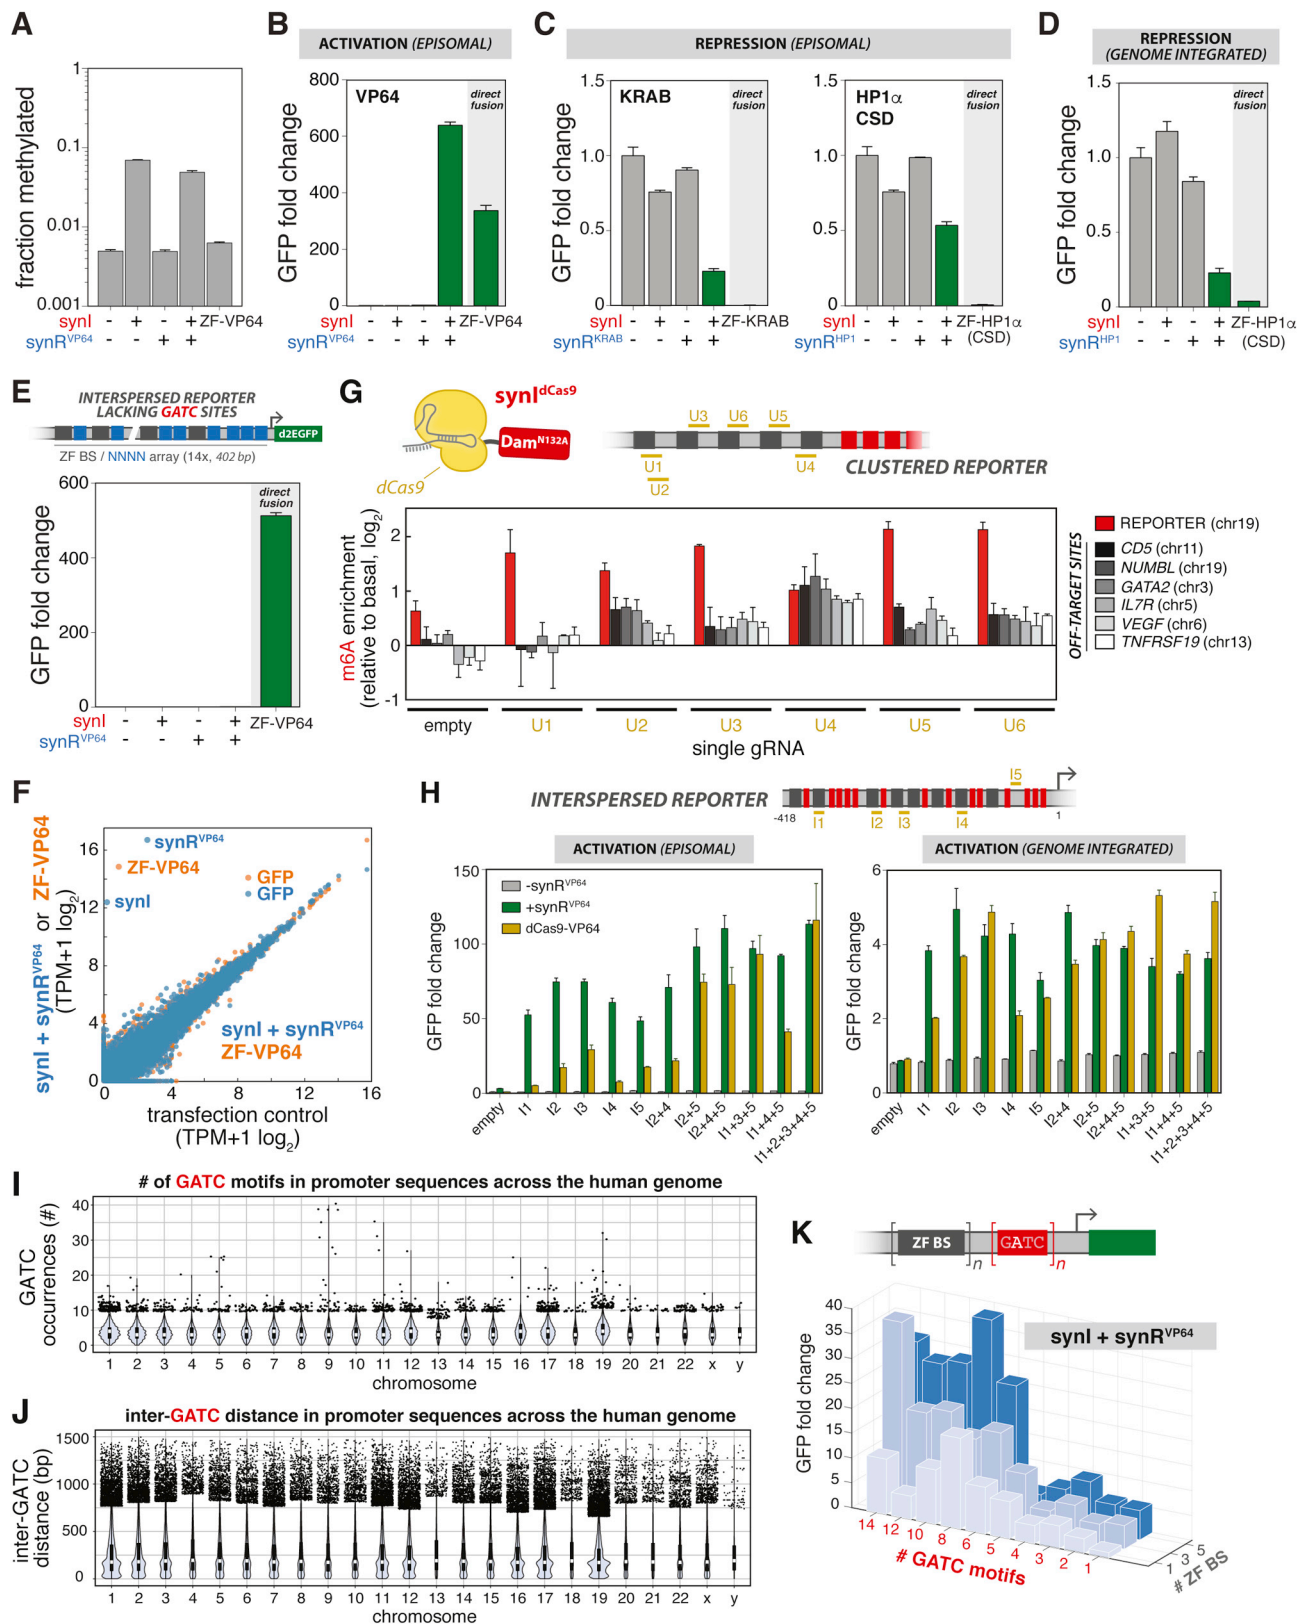 A
fraction methylated
1
0.1
0.01
0.001
synI - + - + ZF-VP64
synR^VP64 - - + +
B
ACTIVATION (EPISOMAL)
VP64
direct fusion
GFP fold change
800
600
400
200
0
synI - + - + ZF-VP64
synR^VP64 - - + +
C
REPRESSION (EPISOMAL)
KRAB
direct fusion
GFP fold change
1.5
1.0
0.5
0
synI - + - + ZF-KRAB
synR^KRAB - - + +
HP1α
CSD
direct fusion
1.5
1.0
0.5
0
synI - + - + ZF-HP1α
synR^HP1 - - + + (CSD)
D
REPRESSION
(GENOME INTEGRATED)
direct fusion
GFP fold change
1.5
1.0
0.5
0
synI - + - + ZF-HP1α
synR^HP1 - - + + (CSD)
E
INTERSPERSED REPORTER
LACKING GATC SITES
d2EGFP
ZF BS / NNNN array (14x, 402 bp)
direct fusion
GFP fold change
600
400
200
0
synI - + - + ZF-VP64
synR^VP64 - - + +
G
synI^dCas9
Dam^N132A
dCas9
U3 U6 U5
U1
U2
U4
CLUSTERED REPORTER
m6A enrichment
(relative to basal, log2)
2
1
0
-1
empty U1 U2 U3 U4 U5 U6
single gRNA
REPORTER (chr19)
OFF-TARGET SITES
CD5 (chr11)
NUMBL (chr19)
GATA2 (chr3)
IL7R (chr5)
VEGF (chr6)
TNFRSF19 (chr13)
F
synI + synR^VP64 or ZF-VP64
(TPM+1 log2)
16
12
8
4
0
synR^VP64
ZF-VP64
synI
GFP
GFP
synI + synR^VP64
ZF-VP64
0 4 8 12 16
transfection control
(TPM+1 log2)
H
INTERSPERSED REPORTER
I5
-418 I1 I2 I3 I4 1
ACTIVATION (EPISOMAL)
-synR^VP64
+synR^VP64
dCas9-VP64
GFP fold change
150
100
50
0
empty I1 I2 I3 I4 I5 I2+4 I2+5 I2+4+5 I1+3+5 I1+4+5 I1+2+3+4+5
ACTIVATION (GENOME INTEGRATED)
GFP fold change
6
4
2
0
empty I1 I2 I3 I4 I5 I2+4 I2+5 I2+4+5 I1+3+5 I1+4+5 I1+2+3+4+5
I
# of GATC motifs in promoter sequences across the human genome
GATC
occurrences (#)
40
30
20
10
0
1 2 3 4 5 6 7 8 9 10 11 12 13 14 15 16 17 18 19 20 21 22 x y
chromosome
J
inter-GATC distance in promoter sequences across the human genome
inter-GATC
distance (bp)
1500
1000
500
0
1 2 3 4 5 6 7 8 9 10 11 12 13 14 15 16 17 18 19 20 21 22 x y
chromosome
K
ZF BS n GATC n
synI + synR^VP64
GFP fold change
40
35
30
25
20
15
10
5
0
14 12 10 8 6 5 4 3 2 1
# GATC motifs
1 3 5
# ZF BS